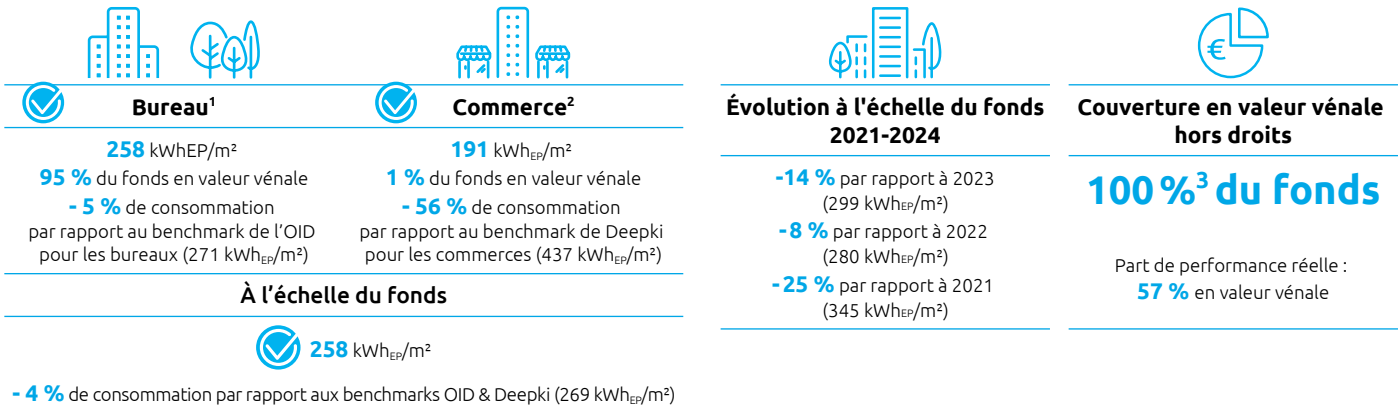 Bureau¹
258 kWhEP/m²
95 % du fonds en valeur vénale
- 5 % de consommation
par rapport au benchmark de l'OID
pour les bureaux (271 kWhEP/m²)
Commerce²
191 kWhEP/m²
1 % du fonds en valeur vénale
- 56 % de consommation
par rapport au benchmark de Deepki
pour les commerces (437 kWhEP/m²)
À l'échelle du fonds
258 kWhEP/m²
- 4 % de consommation par rapport aux benchmarks OID & Deepki (269 kWhEP/m²)
Évolution à l'échelle du fonds
2021-2024
-14 % par rapport à 2023
(299 kWhEP/m²)
-8 % par rapport à 2022
(280 kWhEP/m²)
-25 % par rapport à 2021
(345 kWhEP/m²)
€
Couverture en valeur vénale
hors droits
100 %³ du fonds
Part de performance réelle :
57 % en valeur vénale